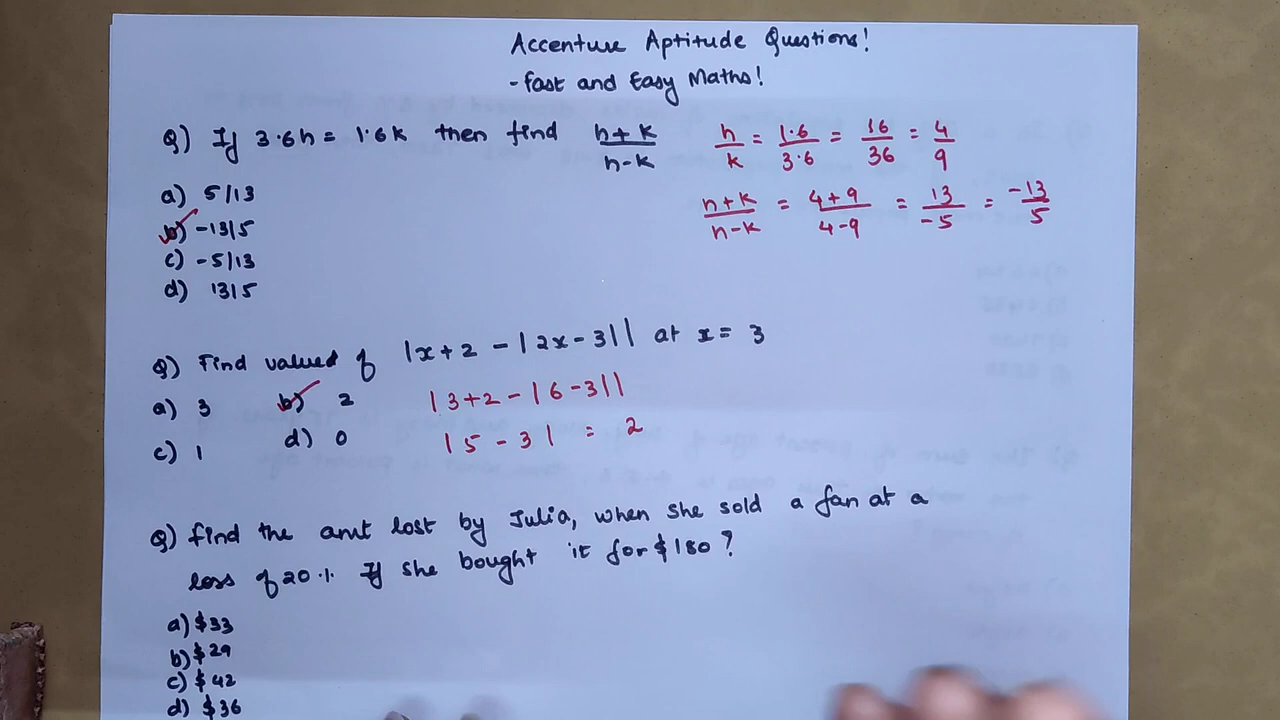 Accenture Aptitude Questions!
- Fast and Easy Maths!
Q) If 3.6h = 1.6k then find h+k / h-k
h/k = 1.6/3.6 = 16/36 = 4/9
a) 5/13
b) -13/5
c) -5/13
d) 13/5
h+k / h-k = 4+9 / 4-9 = 13/-5 = -13/5
Q) Find valued of |x+2 - |2x-3|| at x = 3
a) 3 b) 2
c) 1 d) 0
|3+2 - |6-3||
|5-3| = 2
Q) find the amt lost by Julia, when she sold a fan at a
loss of 20% If she bought it for $180?
a) $33
b) $29
c) $42
d) $36